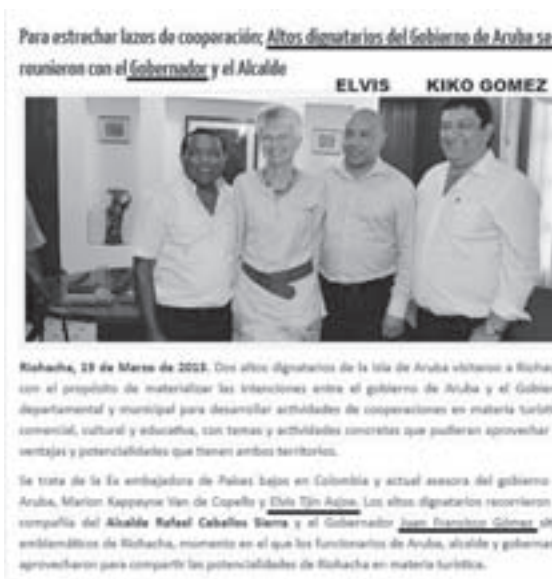 Para estrechar lazos de cooperación; Altos dignatarios del Gobierno de Aruba se
reunieron con el Gobernador y el Alcalde
ELVIS KIKO GOMEZ
Riohacha, 19 de Marzo de 2013. Dos altos dignatarios de la isla de Aruba visitaron a Riohac
con el propósito de materializar las intenciones entre el gobierno de Aruba y el Gobier
departamental y municipal para desarrollar actividades de cooperaciones en materia turíst
comercial, cultural y educativa, con temas y actividades concretas que pudieran aprovechar
ventajas y potencialidades que tienen ambos territorios.
Se trata de la Ex embajadora de Países bajos en Colombia y actual asesora del gobierno
Aruba, Marion Kappeyne Van de Copello y Elvis Tjin Asjoe. Los altos dignatarios recorrieron
compañía del Alcalde Rafael Ceballos Sierra y el Gobernador Juan Francisco Gómez
emblemáticos de Riohacha, momento en el que los funcionarios de Aruba, alcalde y gobernad
aprovecharon para compartir las potencialidades de Riohacha en materia turística.